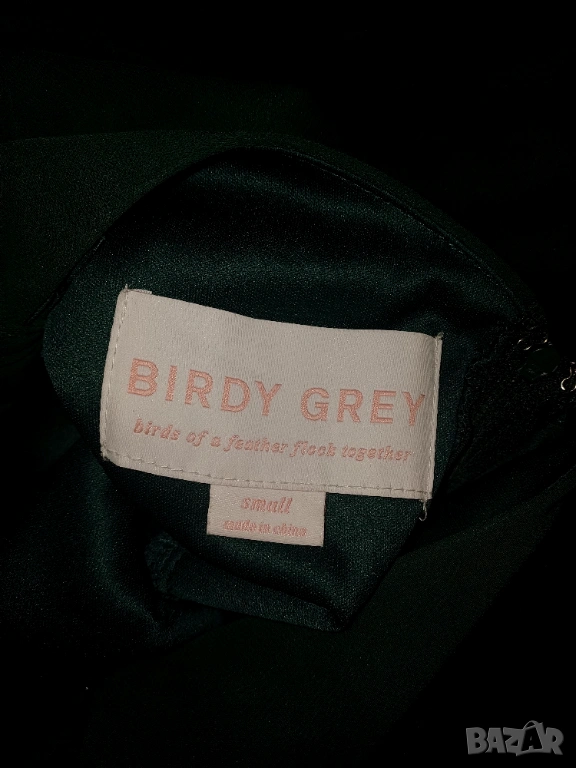 BIRDY GREY
birds of a feather flock together
small
made in china
BAZAR